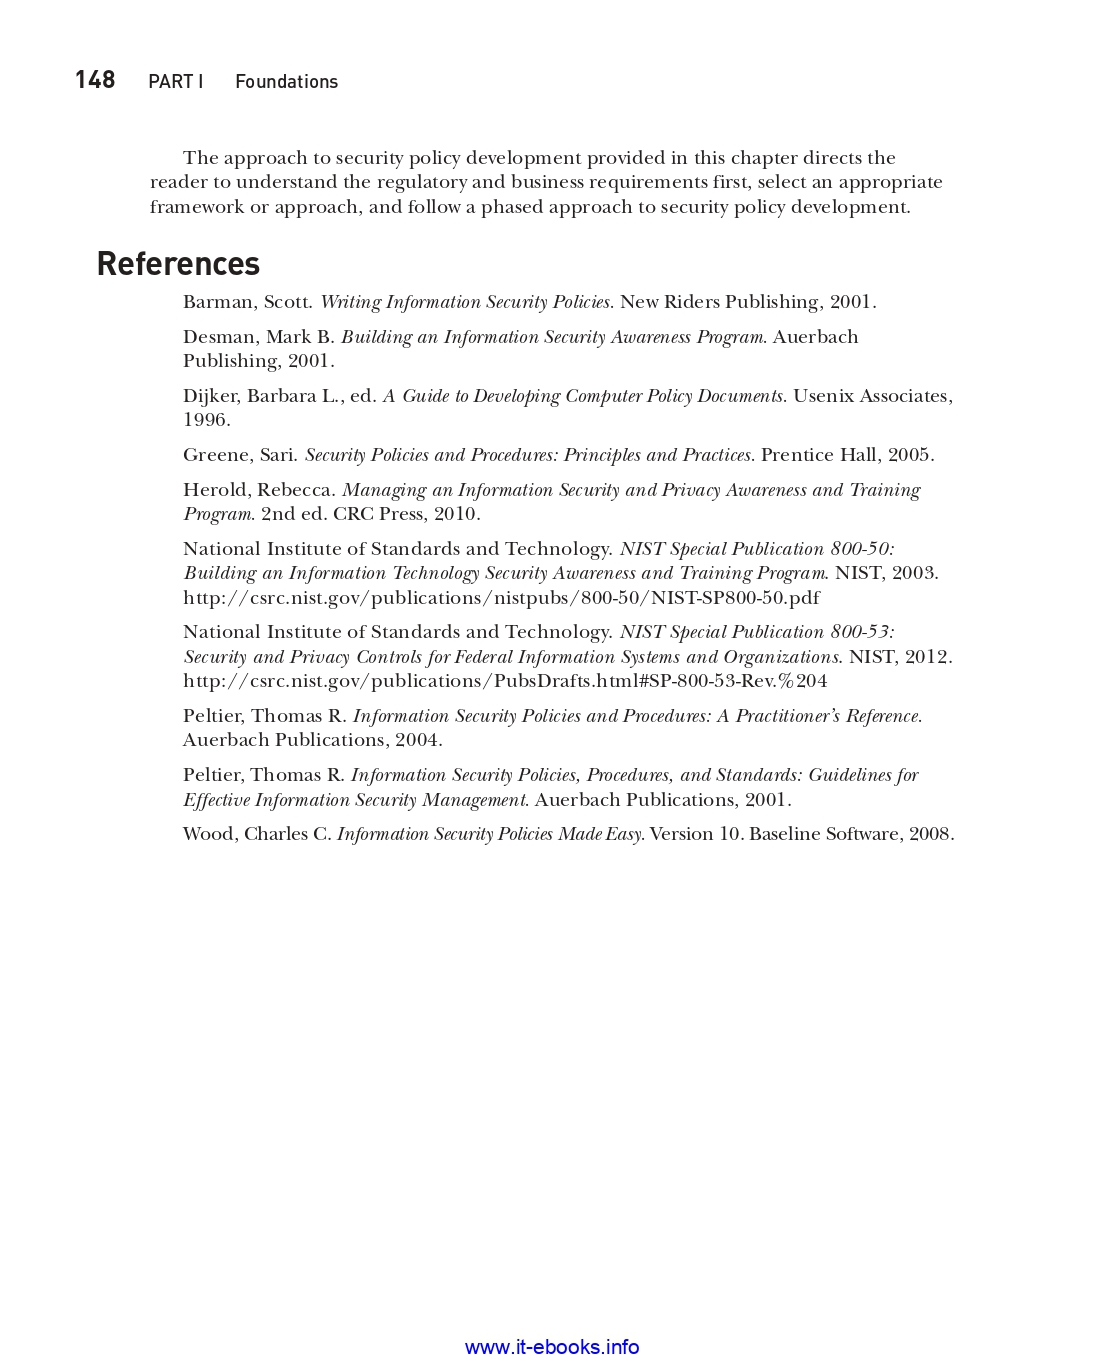 148 PART I Foundations
The approach to security policy development provided in this chapter directs the
reader to understand the regulatory and business requirements first, select an appropriate
framework or approach, and follow a phased approach to security policy development.
References
Barman, Scott. Writing Information Security Policies. New Riders Publishing, 2001.
Desman, Mark B. Building an Information Security Awareness Program. Auerbach
Publishing, 2001.
Dijker, Barbara L., ed. A Guide to Developing Computer Policy Documents. Usenix Associates,
1996.
Greene, Sari. Security Policies and Procedures: Principles and Practices. Prentice Hall, 2005.
Herold, Rebecca. Managing an Information Security and Privacy Awareness and Training
Program. 2nd ed. CRC Press, 2010.
National Institute of Standards and Technology. NIST Special Publication 800-50:
Building an Information Technology Security Awareness and Training Program. NIST, 2003.
http://csrc.nist.gov/publications/nistpubs/800-50/NIST-SP800-50.pdf
National Institute of Standards and Technology. NIST Special Publication 800-53:
Security and Privacy Controls for Federal Information Systems and Organizations. NIST, 2012.
http://csrc.nist.gov/publications/PubsDrafts.html#SP-800-53-Rev.%204
Peltier, Thomas R. Information Security Policies and Procedures: A Practitioner’s Reference.
Auerbach Publications, 2004.
Peltier, Thomas R. Information Security Policies, Procedures, and Standards: Guidelines for
Effective Information Security Management. Auerbach Publications, 2001.
Wood, Charles C. Information Security Policies Made Easy. Version 10. Baseline Software, 2008.
www.it-ebooks.info